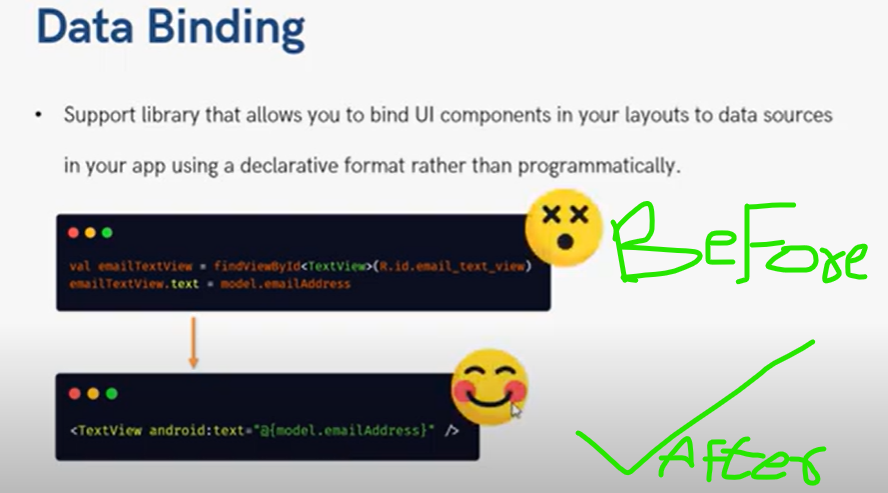 Data Binding
• Support library that allows you to bind UI components in your layouts to data sources
in your app using a declarative format rather than programmatically.
val emailTextView = findViewById<TextView>(R.id.email_text_view)
emailTextView.text = model.emailAddress
BeFore
<TextView android:text="@{model.emailAddress}" />
AFter